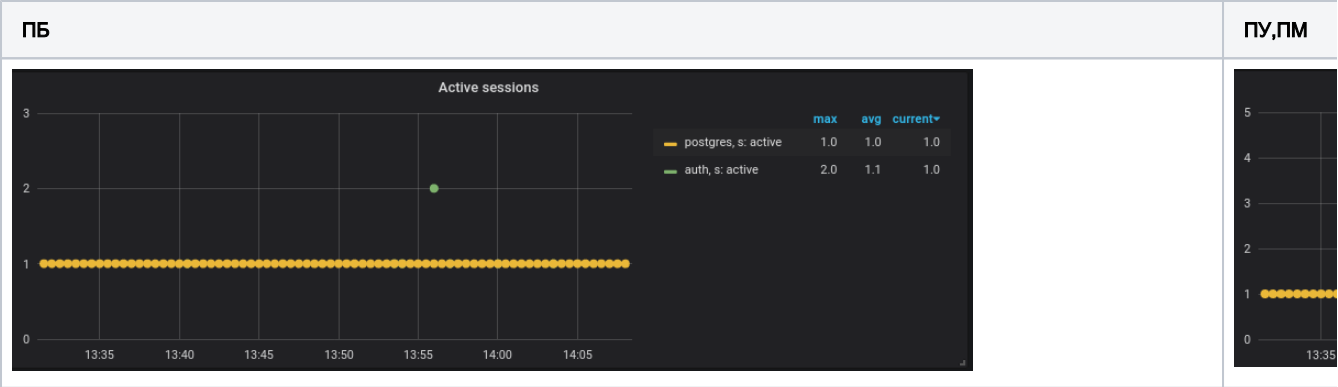 ПБ
ПУ,ПМ
Active sessions
max avg current
postgres, s: active 1.0 1.0 1.0
auth, s: active 2.0 1.1 1.0
3
2
1
0
13:35 13:40 13:45 13:50 13:55 14:00 14:05
5
4
3
2
1
0
13:35